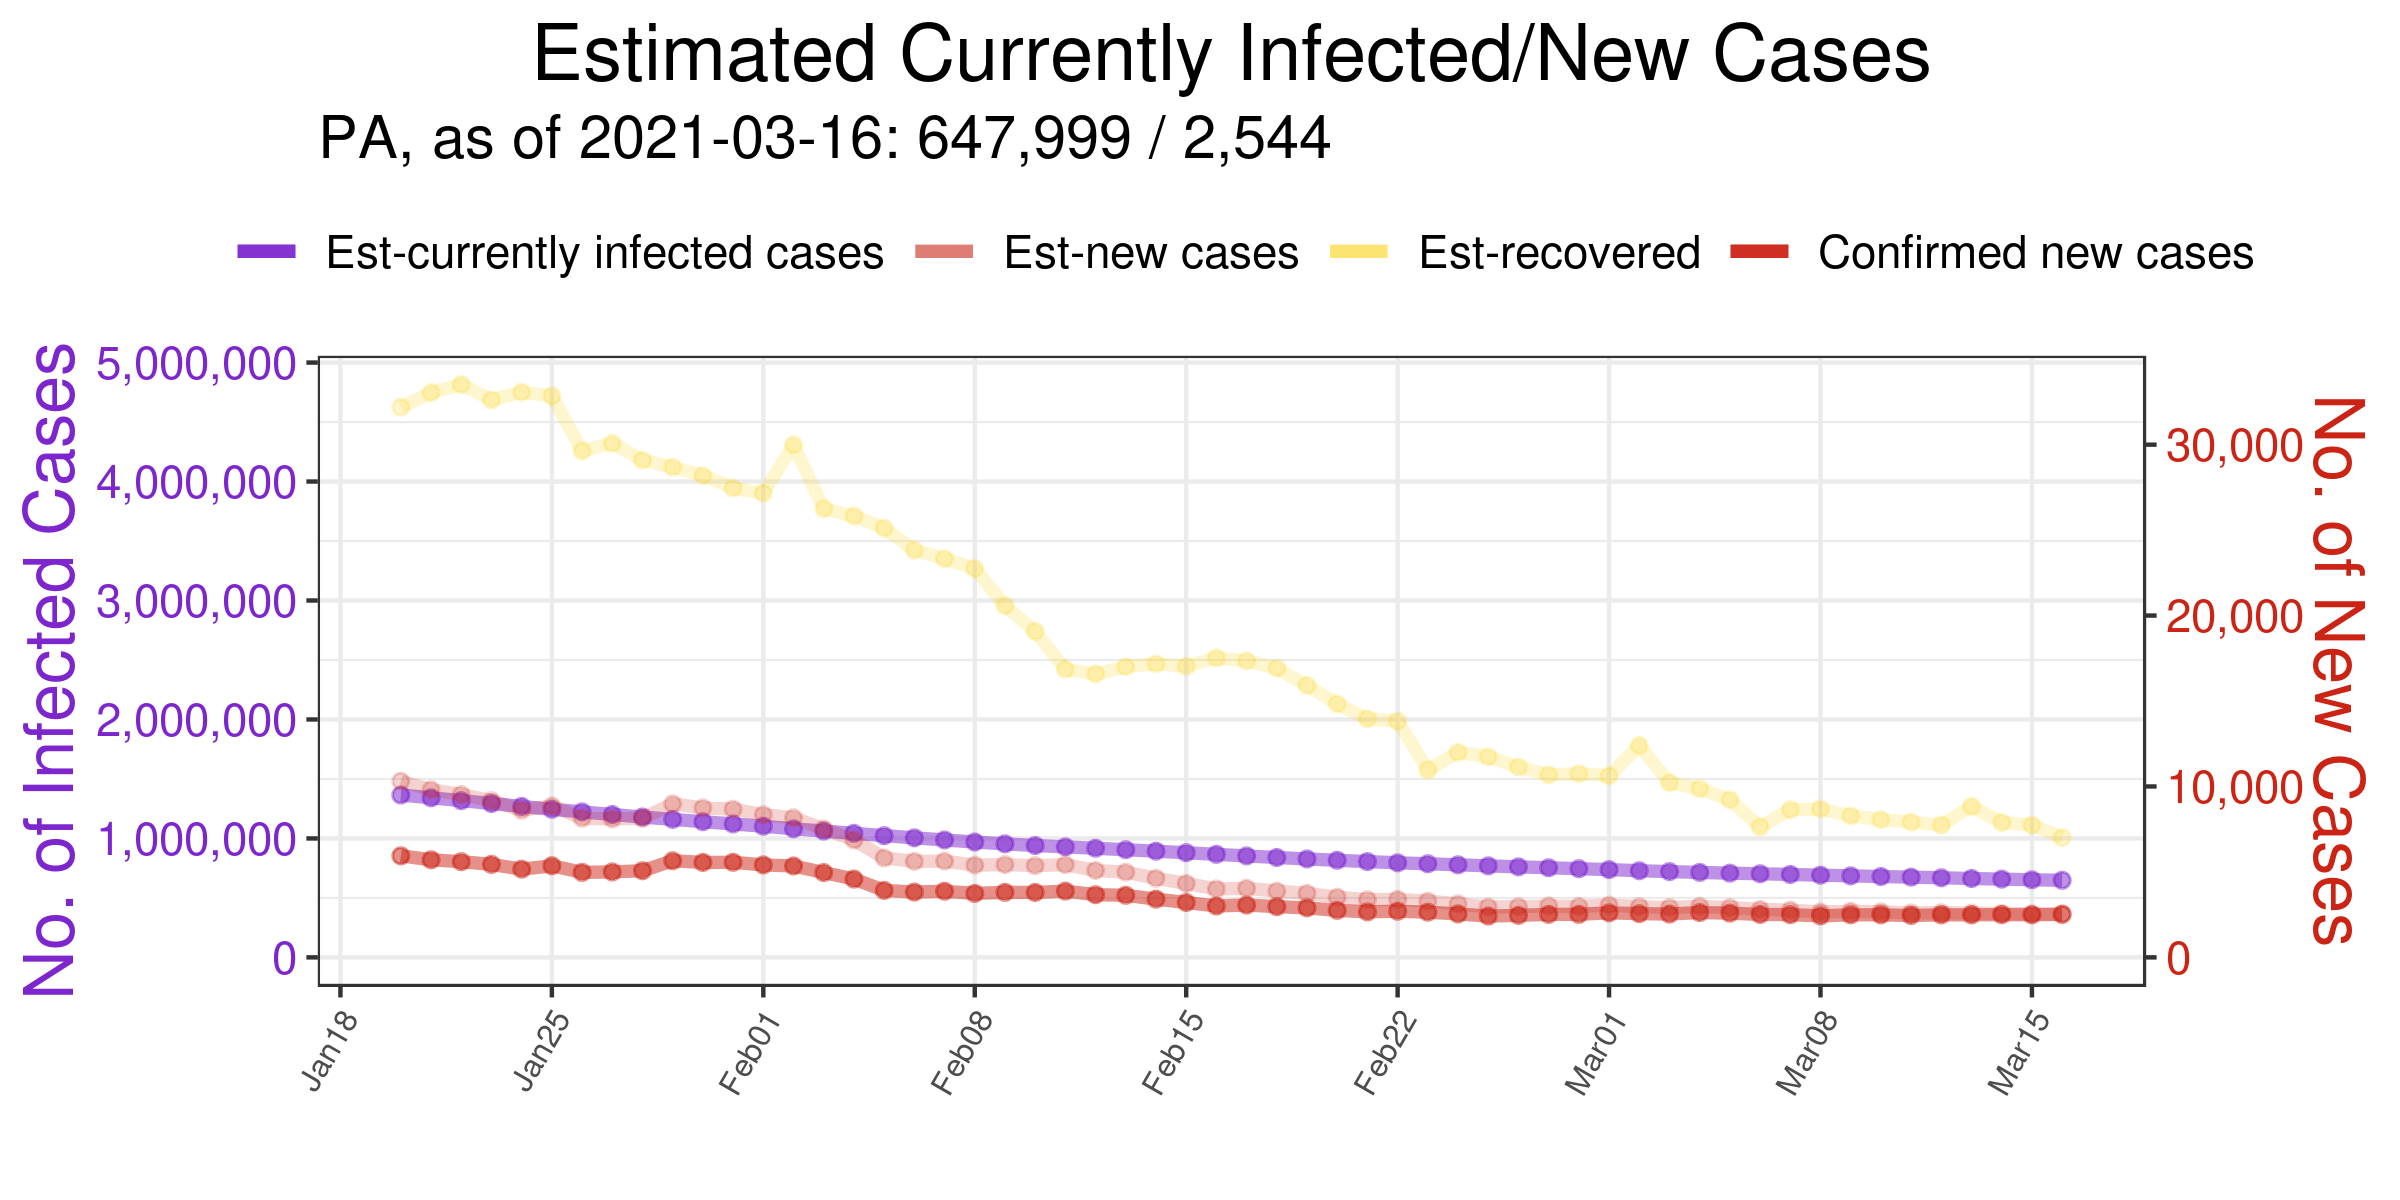 Estimated Currently Infected/New Cases
PA, as of 2021-03-16: 647,999 / 2,544
Est-currently infected cases Est-new cases Est-recovered Confirmed new cases
No. of Infected Cases
5,000,000
4,000,000
3,000,000
2,000,000
1,000,000
0
30,000
20,000
10,000
0
No. of New Cases
Jan18 Jan25 Feb01 Feb08 Feb15 Feb22 Mar01 Mar08 Mar15